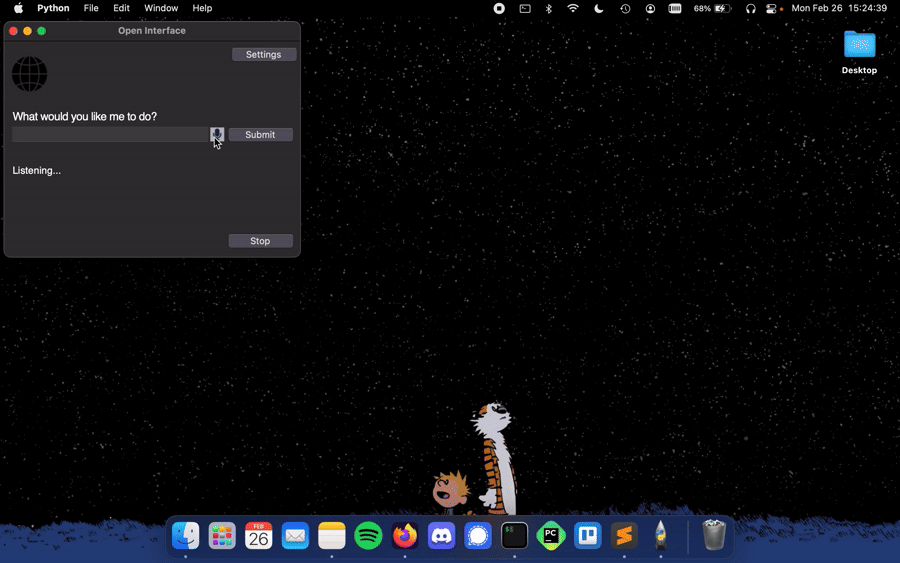 Python File Edit Window Help 68% Mon Feb 26 15:24:39
Open Interface
Settings
Desktop
What would you like me to do?
Submit
Listening...
Stop
FEB
26
$
PC